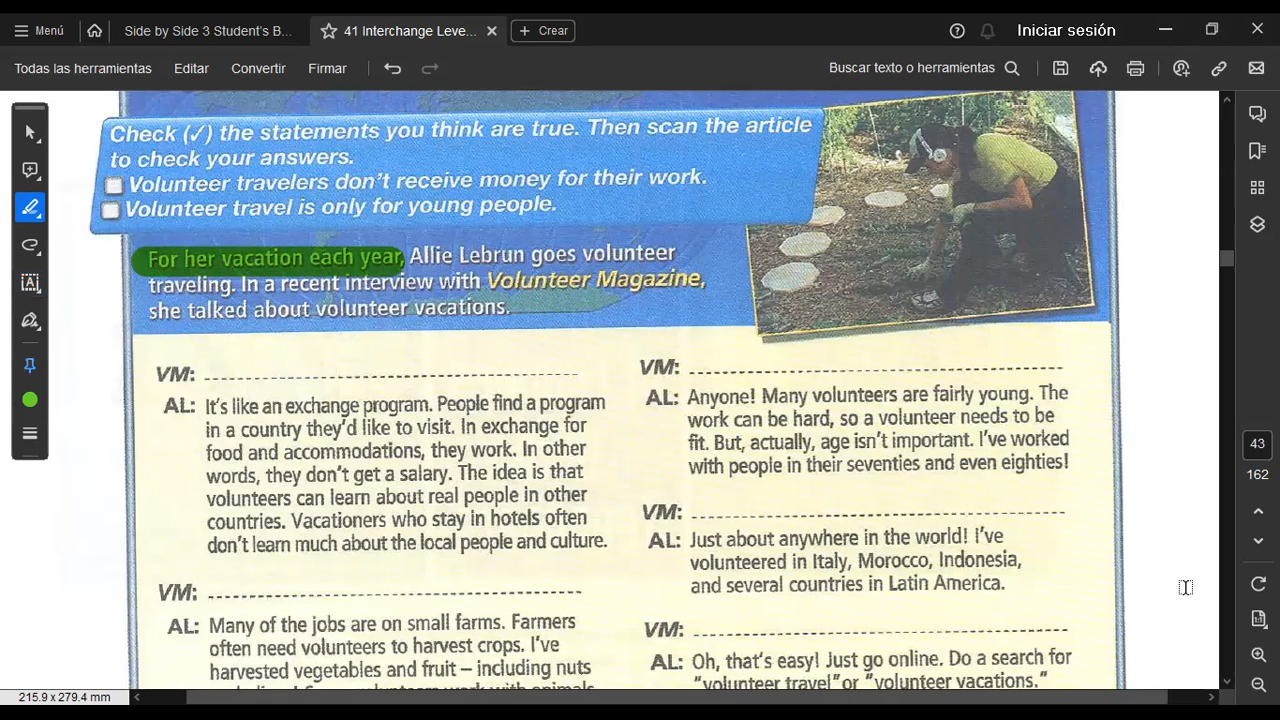 Menú
Side by Side 3 Student's B...
41 Interchange Leve...
Crear
Iniciar sesión
Todas las herramientas
Editar
Convertir
Firmar
Buscar texto o herramientas
Check (✓) the statements you think are true. Then scan the article
to check your answers.
Volunteer travelers don't receive money for their work.
Volunteer travel is only for young people.
For her vacation each year, Allie Lebrun goes volunteer
traveling. In a recent interview with Volunteer Magazine,
she talked about volunteer vacations.
VM:
AL: It's like an exchange program. People find a program
in a country they'd like to visit. In exchange for
food and accommodations, they work. In other
words, they don't get a salary. The idea is that
volunteers can learn about real people in other
countries. Vacationers who stay in hotels often
don't learn much about the local people and culture.
VM:
AL: Many of the jobs are on small farms. Farmers
often need volunteers to harvest crops. I've
harvested vegetables and fruit – including nuts
VM:
AL: Anyone! Many volunteers are fairly young. The
work can be hard, so a volunteer needs to be
fit. But, actually, age isn't important. I've worked
with people in their seventies and even eighties!
VM:
AL: Just about anywhere in the world! I've
volunteered in Italy, Morocco, Indonesia,
and several countries in Latin America.
VM:
AL: Oh, that's easy! Just go online. Do a search for
"volunteer travel" or "volunteer vacations."
43
162
215.9 x 279.4 mm